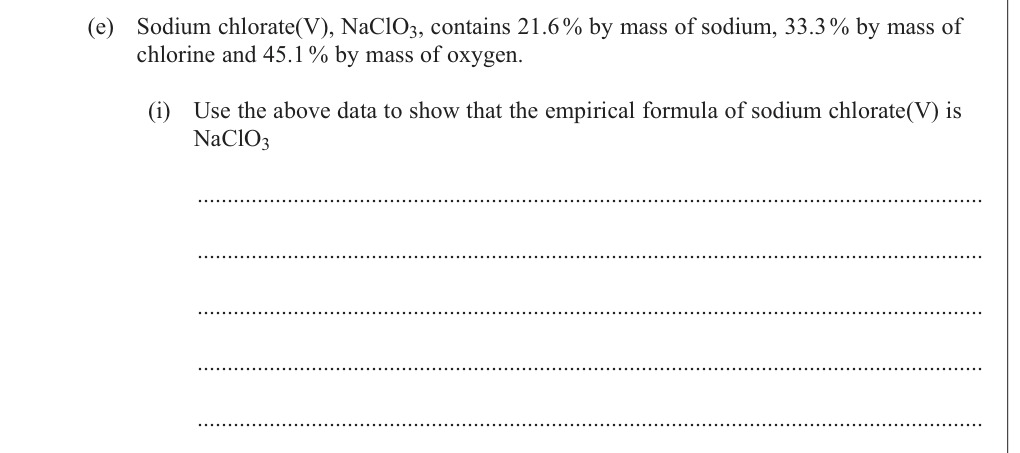 (e) Sodium chlorate(V), NaClO₃, contains 21.6% by mass of sodium, 33.3% by mass of
chlorine and 45.1% by mass of oxygen.
(i) Use the above data to show that the empirical formula of sodium chlorate(V) is
NaClO₃